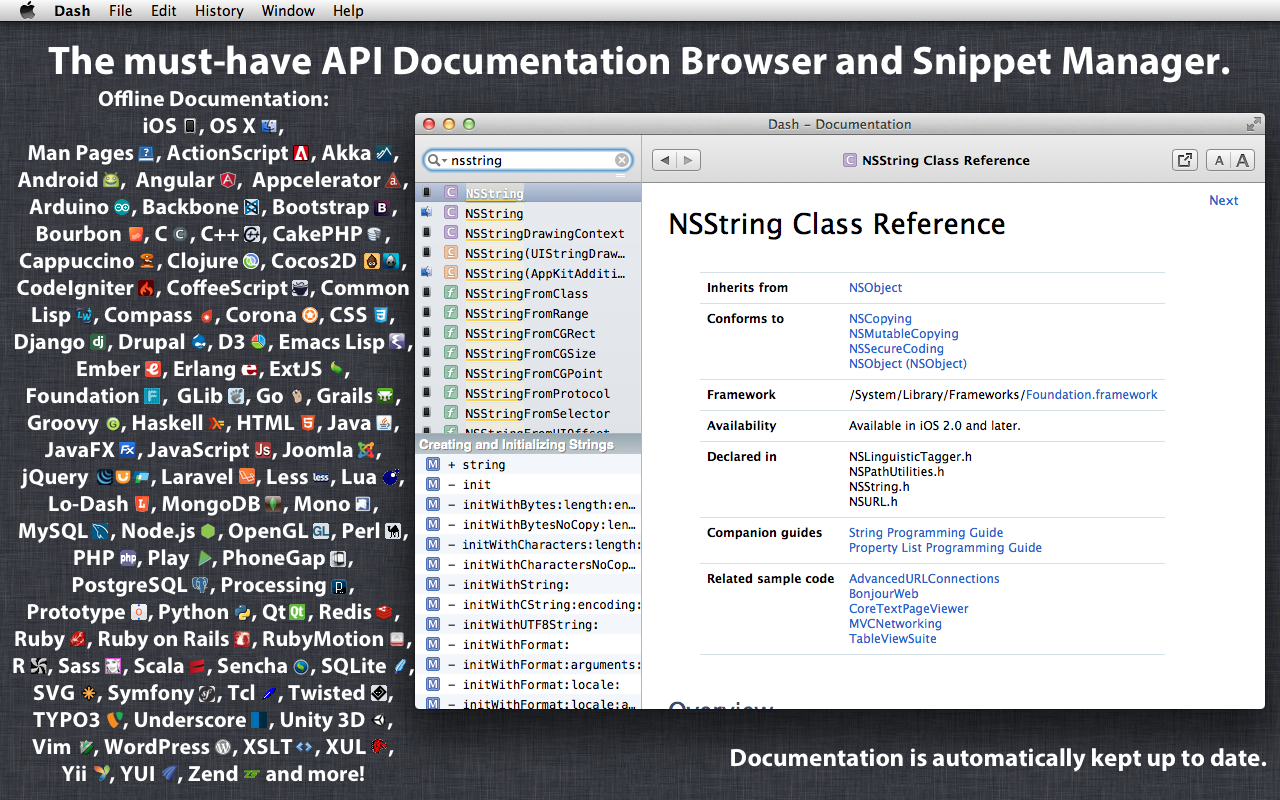 Dash File Edit History Window Help
The must-have API Documentation Browser and Snippet Manager.
Offline Documentation:
iOS, OS X,
Man Pages, ActionScript, Akka,
Android, Angular, Appcelerator,
Arduino, Backbone, Bootstrap,
Bourbon, C, C++, CakePHP,
Cappuccino, Clojure, Cocos2D,
CodeIgniter, CoffeeScript, Common
Lisp, Compass, Corona, CSS,
Django, Drupal, D3, Emacs Lisp,
Ember, Erlang, ExtJS,
Foundation, GLib, Go, Grails,
Groovy, Haskell, HTML, Java,
JavaFX, JavaScript, Joomla,
jQuery, Laravel, Less, Lua,
Lo-Dash, MongoDB, Mono,
MySQL, Node.js, OpenGL, Perl,
PHP, Play, PhoneGap,
PostgreSQL, Processing,
Prototype, Python, Qt, Redis,
Ruby, Ruby on Rails, RubyMotion,
R, Sass, Scala, Sencha, SQLite,
SVG, Symfony, Tcl, Twisted,
TYPO3, Underscore, Unity 3D,
Vim, WordPress, XSLT, XUL,
Yii, YUI, Zend and more!
Dash – Documentation
nsstring
NSString Class Reference
A A
NSString
NSString
NSStringDrawingContext
NSString(UIStringDraw…
NSString(AppKitAdditi…
NSStringFromClass
NSStringFromRange
NSStringFromCGRect
NSStringFromCGSize
NSStringFromCGPoint
NSStringFromProtocol
NSStringFromSelector
NSStringFromUIOffset
Creating and Initializing Strings
M + string
M – init
M – initWithBytes:length:en…
M – initWithBytesNoCopy:len…
M – initWithCharacters:length:
M – initWithCharactersNoCop…
M – initWithString:
M – initWithCString:encoding:
M – initWithUTF8String:
M – initWithFormat:
M – initWithFormat:arguments:
M – initWithFormat:locale:
M – initWithFormat:locale:a…
Next
NSString Class Reference
Inherits from NSObject
Conforms to NSCopying
NSMutableCopying
NSSecureCoding
NSObject (NSObject)
Framework /System/Library/Frameworks/Foundation.framework
Availability Available in iOS 2.0 and later.
Declared in NSLinguisticTagger.h
NSPathUtilities.h
NSString.h
NSURL.h
Companion guides String Programming Guide
Property List Programming Guide
Related sample code AdvancedURLConnections
BonjourWeb
CoreTextPageViewer
MVCNetworking
TableViewSuite
Overview
Documentation is automatically kept up to date.